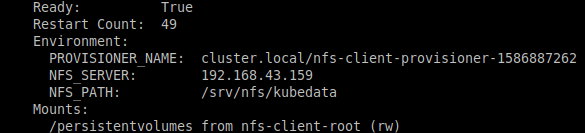 Ready: True
Restart Count: 49
Environment:
PROVISIONER_NAME: cluster.local/nfs-client-provisioner-1586887262
NFS_SERVER: 192.168.43.159
NFS_PATH: /srv/nfs/kubedata
Mounts:
/persistentvolumes from nfs-client-root (rw)